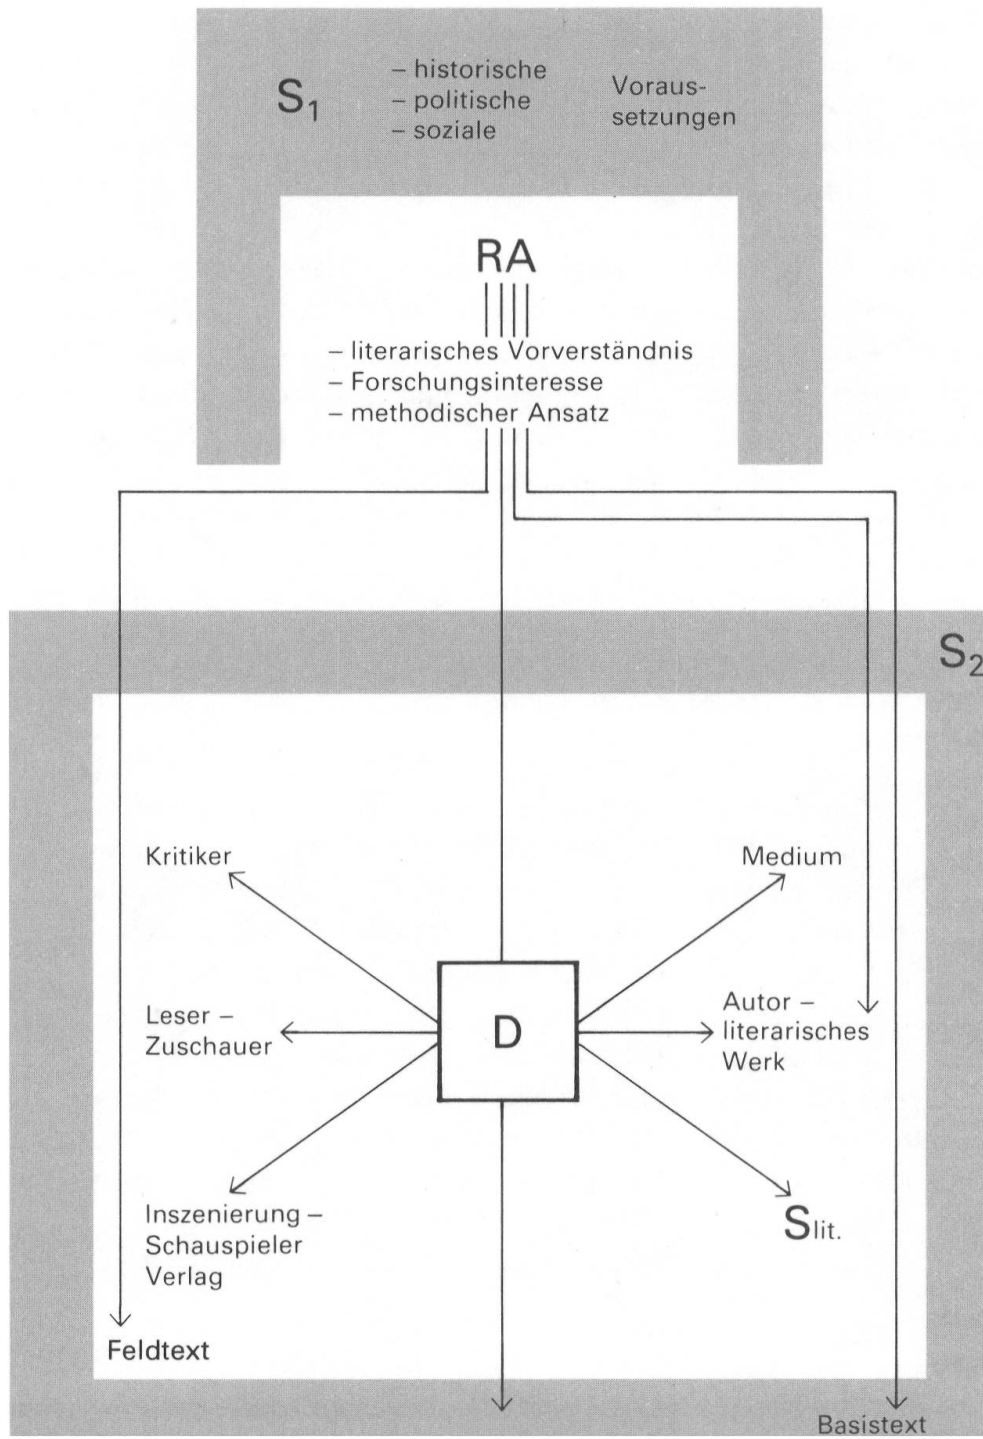 S₁
– historische
– politische
– soziale
Voraus-
setzungen
RA
– literarisches Vorverständnis
– Forschungsinteresse
– methodischer Ansatz
S₂
Kritiker
Medium
Leser –
Zuschauer
D
Autor –
literarisches
Werk
Inszenierung –
Schauspieler
Verlag
Slit.
Feldtext
Basistext